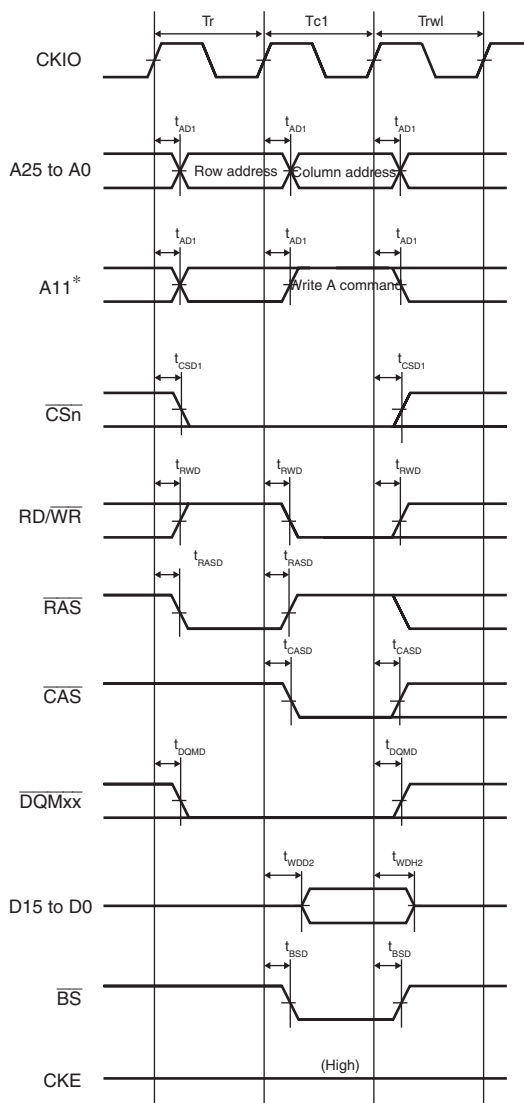 Tr Tc1 Trwl
CKIO
tAD1 tAD1 tAD1
A25 to A0 Row address Column address
tAD1 tAD1 tAD1
A11* Write A command
tCSD1 tCSD1
CSn
tRWD tRWD tRWD
RD/WR
tRASD tRASD
RAS
tCASD tCASD
CAS
tDQMD tDQMD
DQMxx
tWDD2 tWDH2
D15 to D0
tBSD tBSD
BS
(High)
CKE